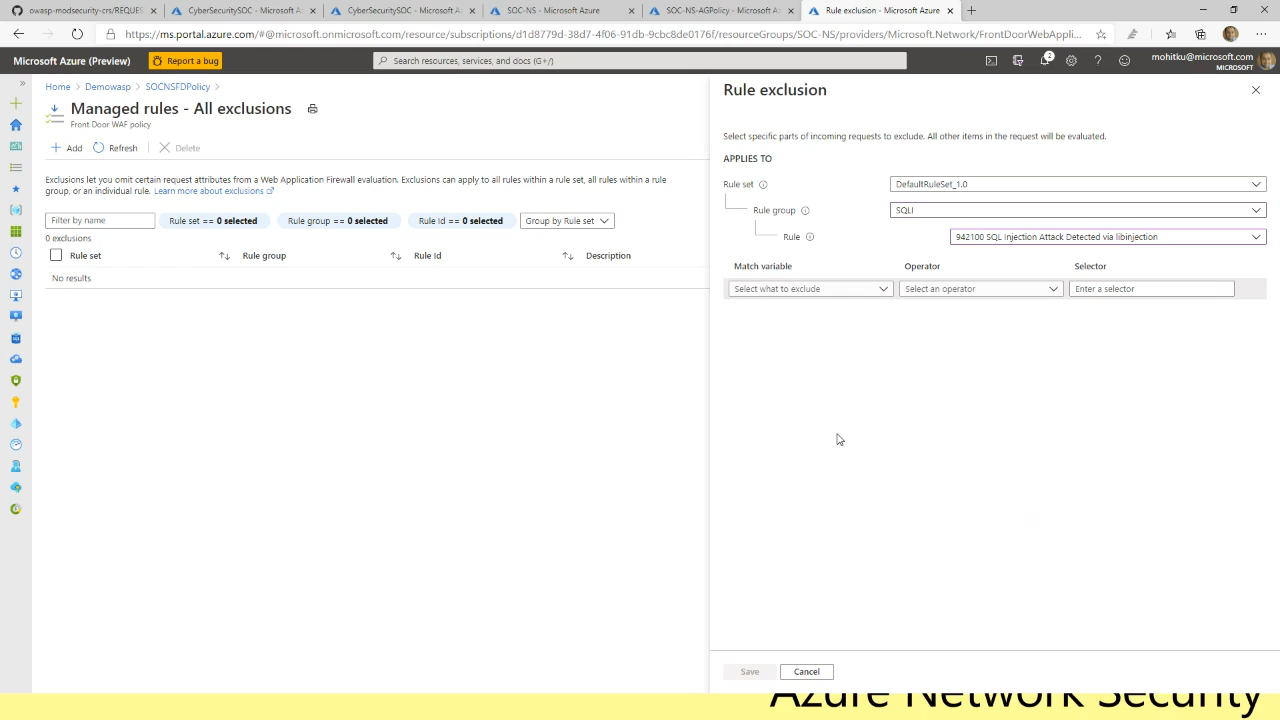 owasp-modsecurity-crs/REQUES
CyberSecuritySOC - Microsoft Az
CyberSecuritySOC - Microsoft Az
SOC-NS - Microsoft Azure
SOC-NS-AGPolicy - Microsoft Az
Rule exclusion - Microsoft Azure
https://ms.portal.azure.com/#@microsoft.onmicrosoft.com/resource/subscriptions/d1d8779d-38d7-4f06-91db-9cbc8de0176f/resourceGroups/SOC-NS/providers/Microsoft.Network/FrontDoorWebAppli...
Microsoft Azure (Preview)
Report a bug
Search resources, services, and docs (G+/)
2
mohitku@microsoft.com
MICROSOFT
Home > Demowasp > SOCNSFDPolicy >
Managed rules - All exclusions
Front Door WAF policy
Add Refresh Delete
Exclusions let you omit certain request attributes from a Web Application Firewall evaluation. Exclusions can apply to all rules within a rule set, all rules within a rule
group, or an individual rule. Learn more about exclusions
Filter by name
Rule set == 0 selected
Rule group == 0 selected
Rule Id == 0 selected
Group by Rule set
0 exclusions
Rule set
Rule group
Rule Id
Description
No results
Rule exclusion
Select specific parts of incoming requests to exclude. All other items in the request will be evaluated.
APPLIES TO
Rule set
DefaultRuleSet_1.0
Rule group
SQLI
Rule
942100 SQL Injection Attack Detected via libinjection
Match variable
Operator
Selector
Select what to exclude
Select an operator
Enter a selector
Save
Cancel
Azure Network Security